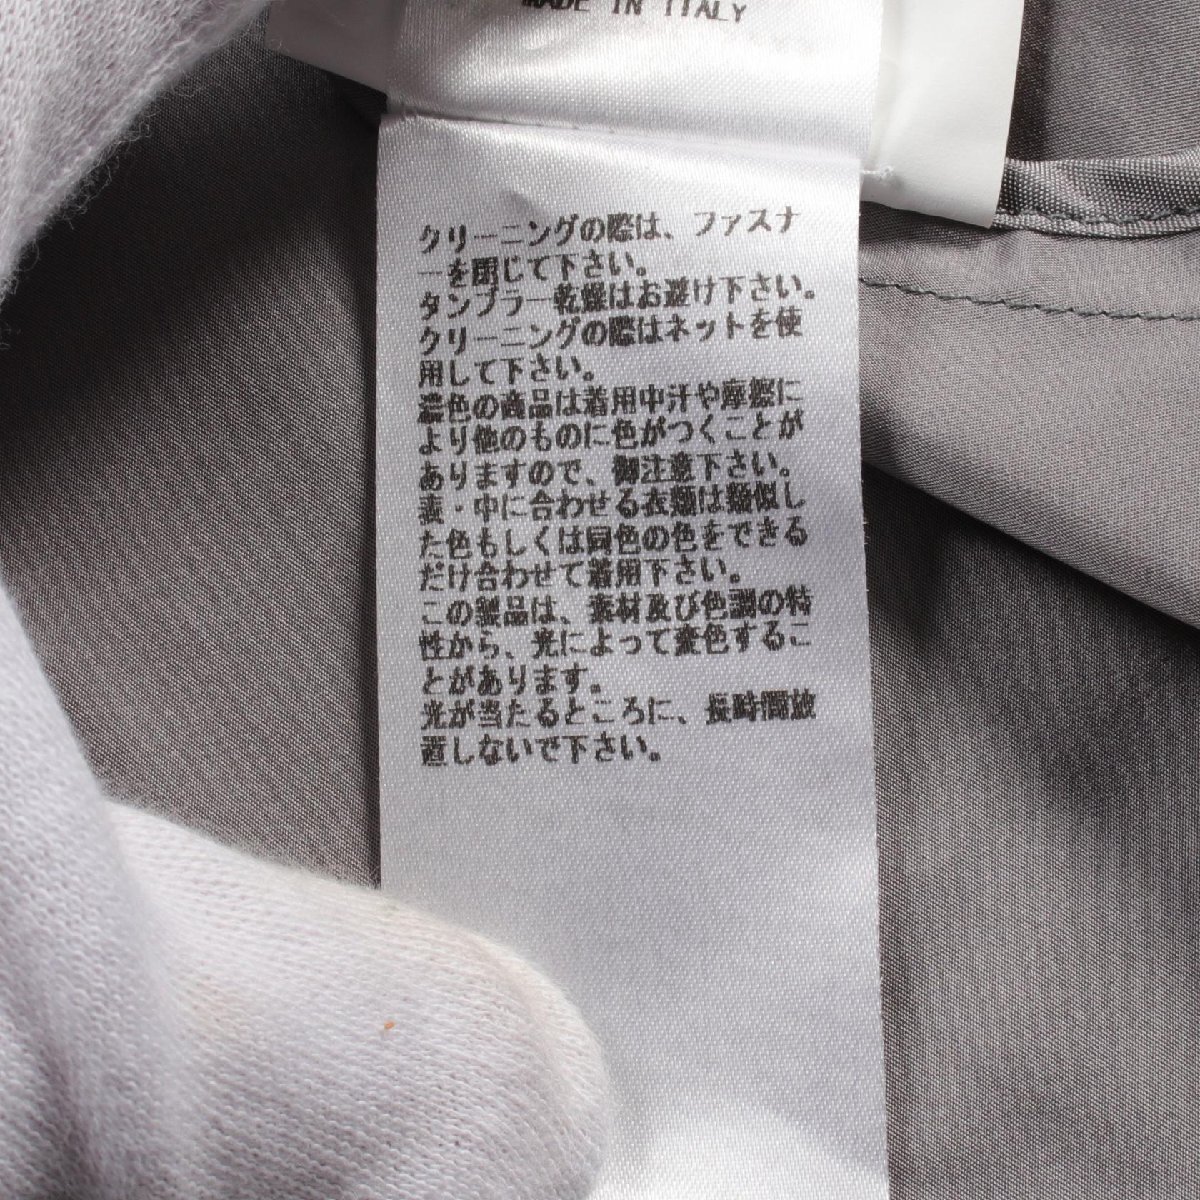 MADE IN ITALY
クリーニングの際は、ファスナ
ーを閉じて下さい。
タンブラー乾燥はお避け下さい。
クリーニングの際はネットを使
用して下さい。
濃色の商品は着用中汗や摩擦に
より他のものに色がつくことが
ありますので、御注意下さい。
表・中に合わせる衣類は類似し
た色もしくは同色の色をできる
だけ合わせて着用下さい。
この製品は、素材及び色調の特
性から、光によって変色するこ
とがあります。
光が当たるところに、長時間放
置しないで下さい。